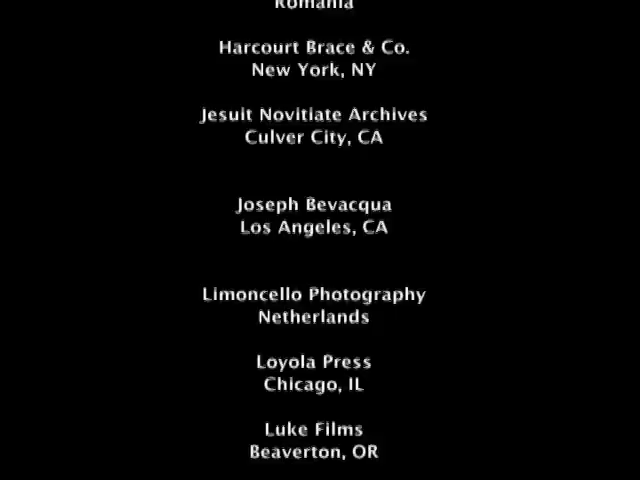 Romania
Harcourt Brace & Co.
New York, NY
Jesuit Novitiate Archives
Culver City, CA
Joseph Bevacqua
Los Angeles, CA
Limoncello Photography
Netherlands
Loyola Press
Chicago, IL
Luke Films
Beaverton, OR